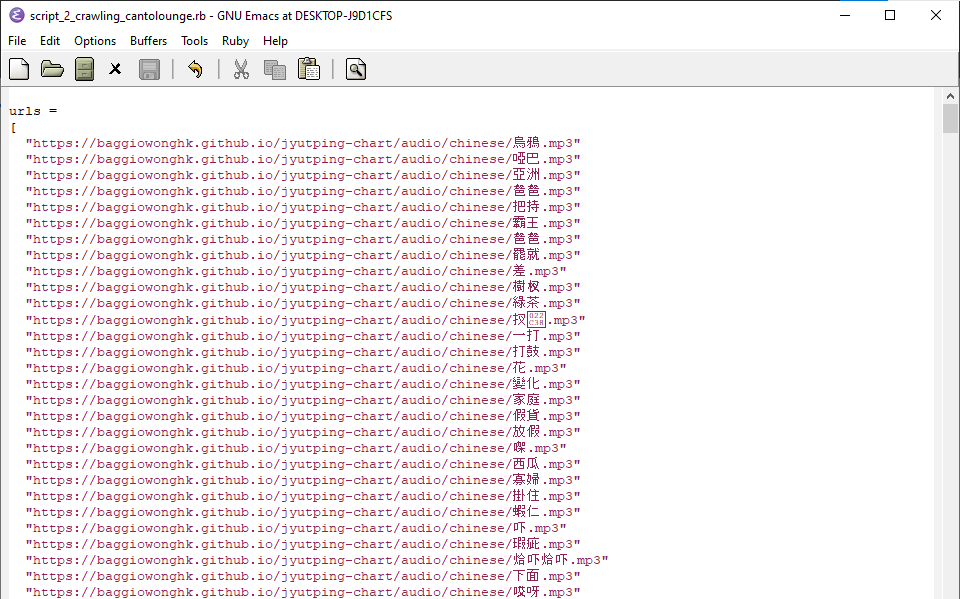 script_2_crawling_cantolounge.rb - GNU Emacs at DESKTOP-J9D1CFS
File Edit Options Buffers Tools Ruby Help
urls =
[
"https://baggiowonghk.github.io/jyutping-chart/audio/chinese/烏鴉.mp3"
"https://baggiowonghk.github.io/jyutping-chart/audio/chinese/啞巴.mp3"
"https://baggiowonghk.github.io/jyutping-chart/audio/chinese/亞洲.mp3"
"https://baggiowonghk.github.io/jyutping-chart/audio/chinese/爸爸.mp3"
"https://baggiowonghk.github.io/jyutping-chart/audio/chinese/把持.mp3"
"https://baggiowonghk.github.io/jyutping-chart/audio/chinese/霸王.mp3"
"https://baggiowonghk.github.io/jyutping-chart/audio/chinese/爸爸.mp3"
"https://baggiowonghk.github.io/jyutping-chart/audio/chinese/罷就.mp3"
"https://baggiowonghk.github.io/jyutping-chart/audio/chinese/差.mp3"
"https://baggiowonghk.github.io/jyutping-chart/audio/chinese/樹杈.mp3"
"https://baggiowonghk.github.io/jyutping-chart/audio/chinese/綠茶.mp3"
"https://baggiowonghk.github.io/jyutping-chart/audio/chinese/扠𢰸.mp3"
"https://baggiowonghk.github.io/jyutping-chart/audio/chinese/一打.mp3"
"https://baggiowonghk.github.io/jyutping-chart/audio/chinese/打鼓.mp3"
"https://baggiowonghk.github.io/jyutping-chart/audio/chinese/花.mp3"
"https://baggiowonghk.github.io/jyutping-chart/audio/chinese/變化.mp3"
"https://baggiowonghk.github.io/jyutping-chart/audio/chinese/家庭.mp3"
"https://baggiowonghk.github.io/jyutping-chart/audio/chinese/假貨.mp3"
"https://baggiowonghk.github.io/jyutping-chart/audio/chinese/放假.mp3"
"https://baggiowonghk.github.io/jyutping-chart/audio/chinese/㗎.mp3"
"https://baggiowonghk.github.io/jyutping-chart/audio/chinese/西瓜.mp3"
"https://baggiowonghk.github.io/jyutping-chart/audio/chinese/寡婦.mp3"
"https://baggiowonghk.github.io/jyutping-chart/audio/chinese/掛住.mp3"
"https://baggiowonghk.github.io/jyutping-chart/audio/chinese/蝦仁.mp3"
"https://baggiowonghk.github.io/jyutping-chart/audio/chinese/吓.mp3"
"https://baggiowonghk.github.io/jyutping-chart/audio/chinese/瑕疵.mp3"
"https://baggiowonghk.github.io/jyutping-chart/audio/chinese/烚吓烚吓.mp3"
"https://baggiowonghk.github.io/jyutping-chart/audio/chinese/下面.mp3"
"https://baggiowonghk.github.io/jyutping-chart/audio/chinese/哎呀.mp3"